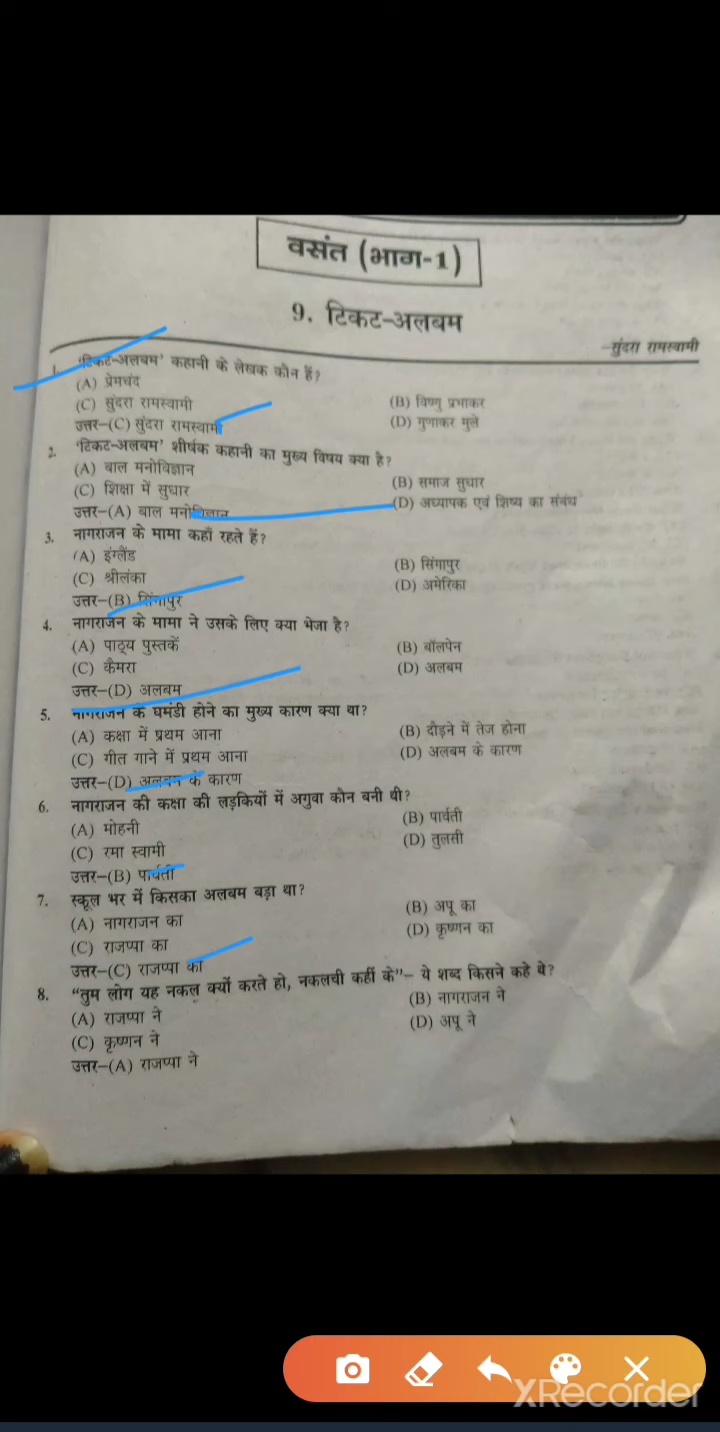 वसंत (भाग-1)
9. टिकट-अलबम
-सुंदरा रामस्वामी
1. 'टिकट-अलबम' कहानी के लेखक कौन हैं?
(A) प्रेमचंद
(B) विष्णु प्रभाकर
(C) सुंदरा रामस्वामी
(D) गुणाकर मुले
उत्तर-(C) सुंदरा रामस्वामी
2. 'टिकट-अलबम' शीर्षक कहानी का मुख्य विषय क्या है?
(A) बाल मनोविज्ञान
(B) समाज सुधार
(C) शिक्षा में सुधार
(D) अध्यापक एवं शिष्य का संबंध
उत्तर-(A) बाल मनोविज्ञान
3. नागराजन के मामा कहाँ रहते हैं?
(A) इंग्लैंड
(B) सिंगापुर
(C) श्रीलंका
(D) अमेरिका
उत्तर-(B) सिंगापुर
4. नागराजन के मामा ने उसके लिए क्या भेजा है?
(A) पाठ्य पुस्तकें
(B) बॉलपेन
(C) कैमरा
(D) अलबम
उत्तर-(D) अलबम
5. नागराजन के घमंडी होने का मुख्य कारण क्या था?
(A) कक्षा में प्रथम आना
(B) दौड़ने में तेज होना
(C) गीत गाने में प्रथम आना
(D) अलबम के कारण
उत्तर-(D) अलबम के कारण
6. नागराजन की कक्षा की लड़कियों में अगुवा कौन बनी थी?
(A) मोहनी
(B) पार्वती
(C) रमा स्वामी
(D) तुलसी
उत्तर-(B) पार्वती
7. स्कूल भर में किसका अलबम बड़ा था?
(A) नागराजन का
(B) अपू का
(C) राजप्पा का
(D) कृष्णन का
उत्तर-(C) राजप्पा का
8. "तुम लोग यह नकल क्यों करते हो, नकलची कहीं के"- ये शब्द किसने कहे थे?
(A) राजप्पा ने
(B) नागराजन ने
(C) कृष्णन ने
(D) अपू ने
उत्तर-(A) राजप्पा ने
XRecorder